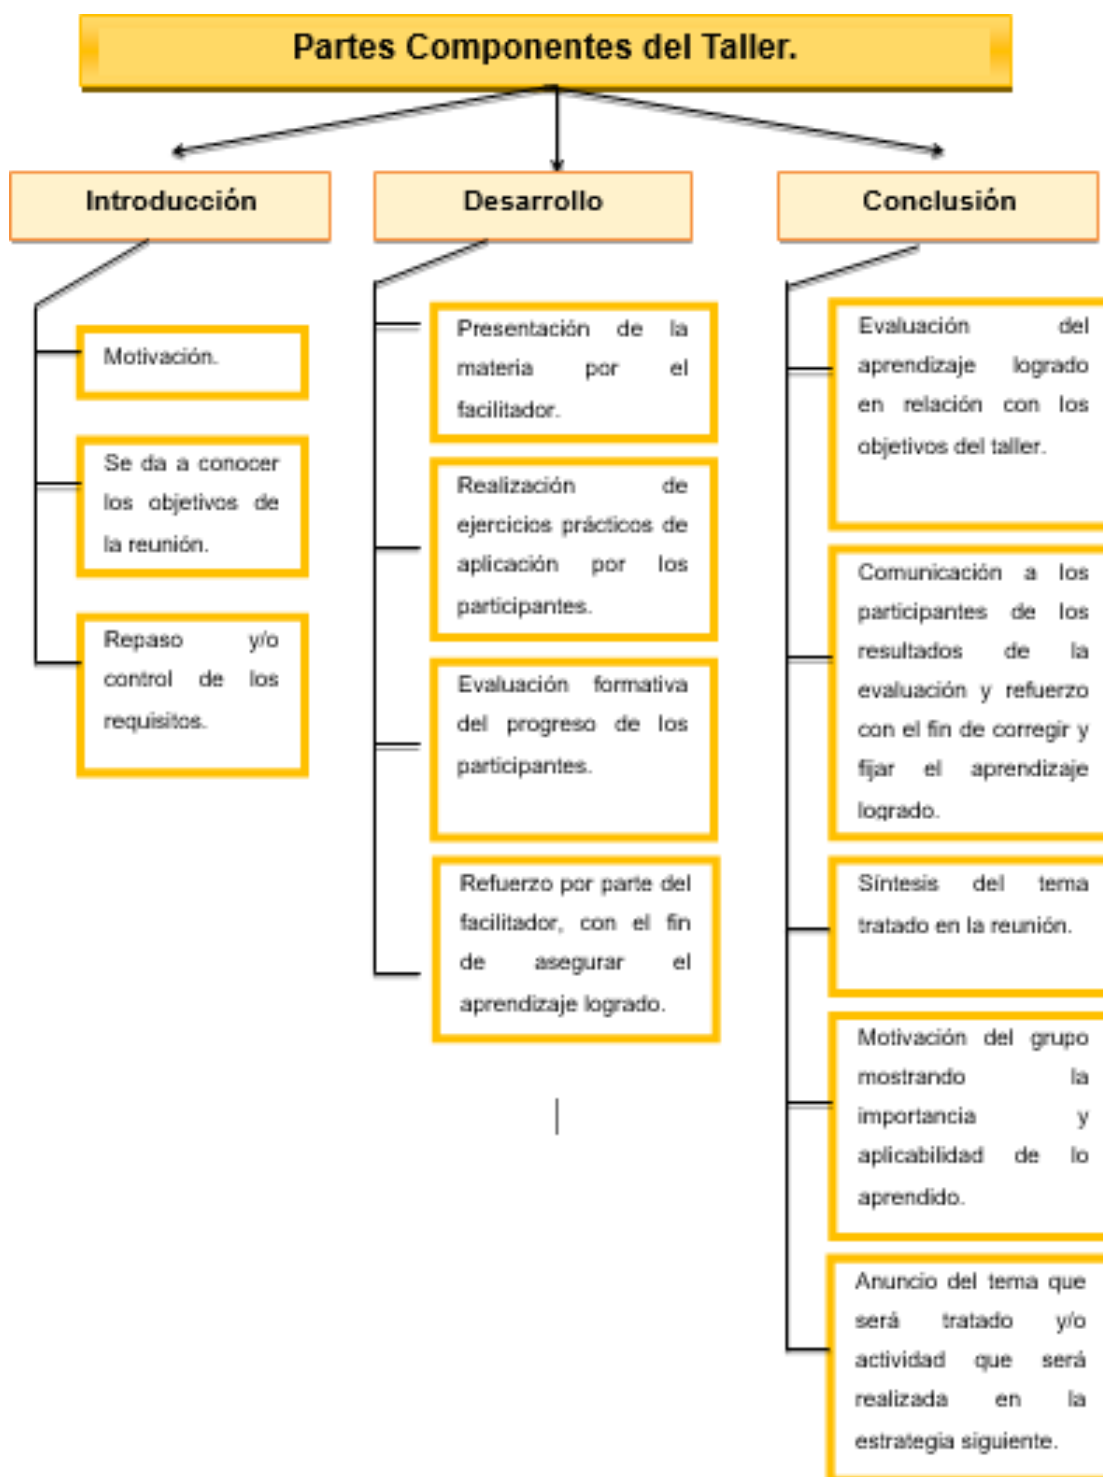 Partes Componentes del Taller.
Introducción
Motivación.
Se da a conocer
los objetivos de
la reunión.
Repaso y/o
control de los
requisitos.
Desarrollo
Presentación de la
materia por el
facilitador.
Realización de
ejercicios prácticos de
aplicación por los
participantes.
Evaluación formativa
del progreso de los
participantes.
Refuerzo por parte del
facilitador, con el fin
de asegurar el
aprendizaje logrado.
Conclusión
Evaluación del
aprendizaje logrado
en relación con los
objetivos del taller.
Comunicación a los
participantes de los
resultados de la
evaluación y refuerzo
con el fin de corregir y
fijar el aprendizaje
logrado.
Síntesis del tema
tratado en la reunión.
Motivación del grupo
mostrando la
importancia y
aplicabilidad de lo
aprendido.
Anuncio del tema que
será tratado y/o
actividad que será
realizada en la
estrategia siguiente.